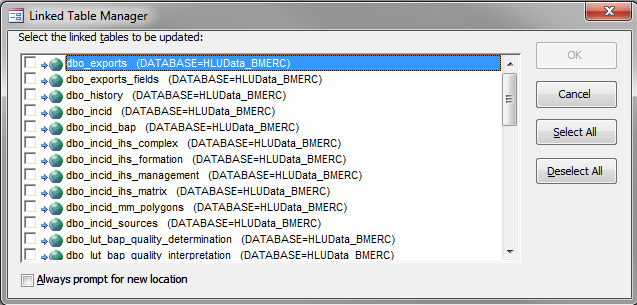 Linked Table Manager
Select the linked tables to be updated:
dbo_exports (DATABASE=HLUData_BMERC)
dbo_exports_fields (DATABASE=HLUData_BMERC)
dbo_history (DATABASE=HLUData_BMERC)
dbo_incid (DATABASE=HLUData_BMERC)
dbo_incid_bap (DATABASE=HLUData_BMERC)
dbo_incid_ihs_complex (DATABASE=HLUData_BMERC)
dbo_incid_ihs_formation (DATABASE=HLUData_BMERC)
dbo_incid_ihs_management (DATABASE=HLUData_BMERC)
dbo_incid_ihs_matrix (DATABASE=HLUData_BMERC)
dbo_incid_mm_polygons (DATABASE=HLUData_BMERC)
dbo_incid_sources (DATABASE=HLUData_BMERC)
dbo_lut_bap_quality_determination (DATABASE=HLUData_BMERC)
dbo_lut_bap_quality_interpretation (DATABASE=HLUData_BMERC)
OK
Cancel
Select All
Deselect All
Always prompt for new location